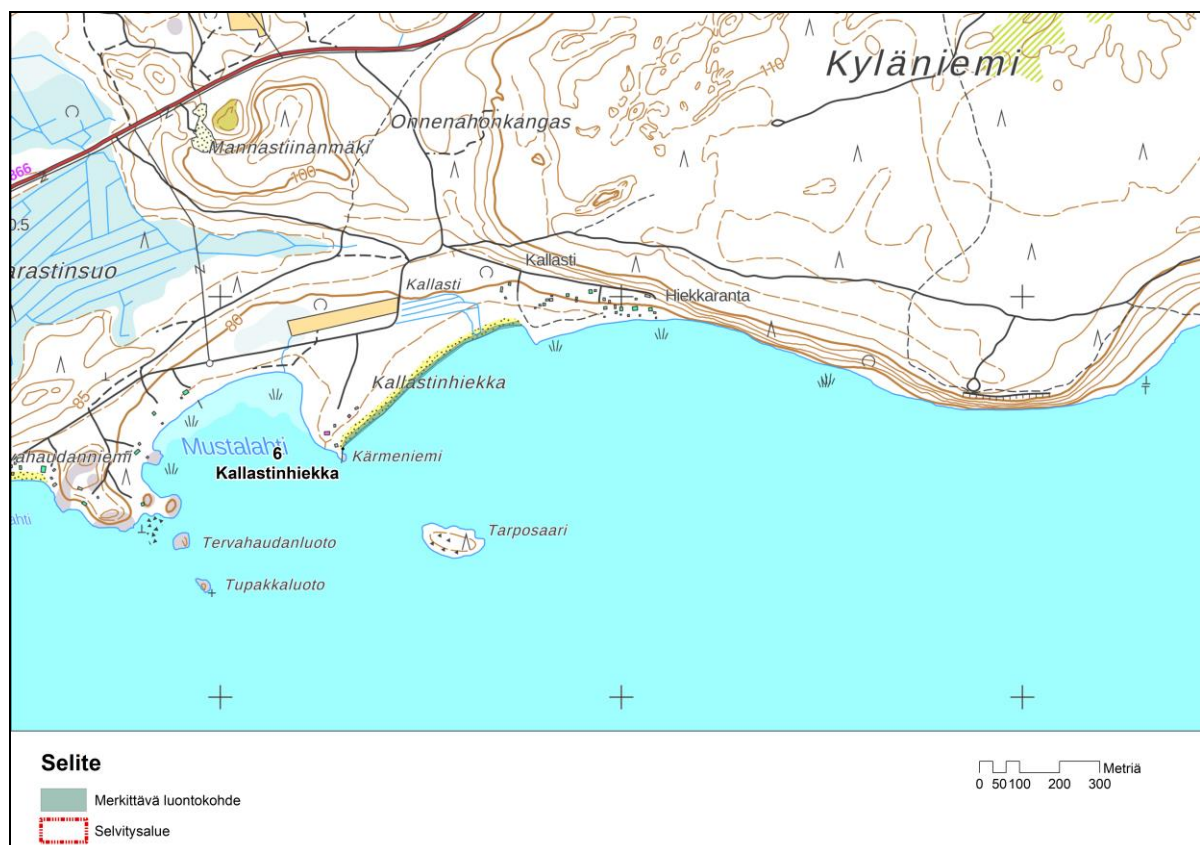 Kyläniemi
110
Onnenahonkangas
Mannastiinanmäki
100
366
0.5
arastinsuo
Kallasti
Kallasti
Hiekkaranta
80
85
Kallastinhiekka
Mustalahti
6
Kallastinhiekka
Kärmeniemi
vahaudanniemi
ahti
Tervahaudanluoto
Tarposaari
Tupakkaluoto
Selite
Merkittävä luontokohde
Selvitysalue
Metriä
0 50 100 200 300